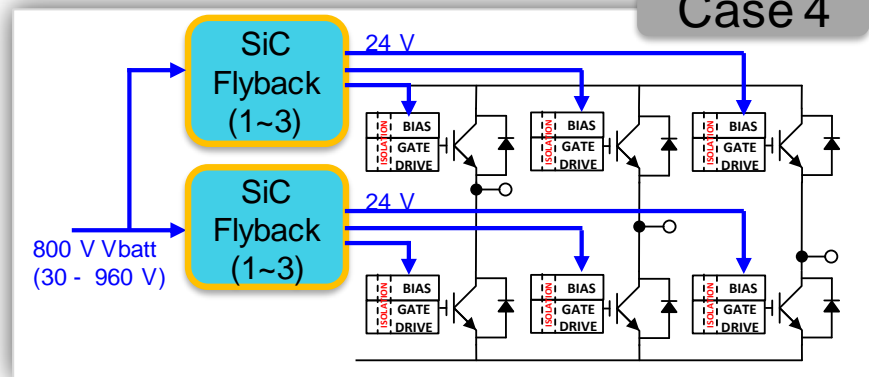 Case 4
SiC
Flyback
(1~3)
24 V
ISOLATION
BIAS
GATE
DRIVE
ISOLATION
BIAS
GATE
DRIVE
ISOLATION
BIAS
GATE
DRIVE
SiC
Flyback
(1~3)
24 V
800 V Vbatt
(30 - 960 V)
ISOLATION
BIAS
GATE
DRIVE
ISOLATION
BIAS
GATE
DRIVE
ISOLATION
BIAS
GATE
DRIVE